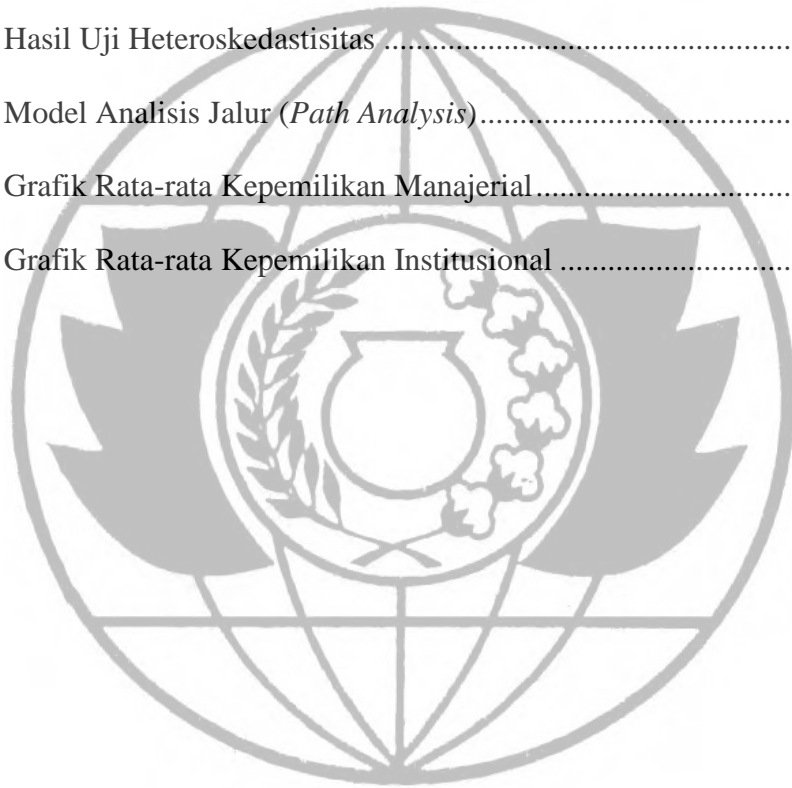 Hasil Uji Heteroskedastisitas .......................................................
Model Analisis Jalur (Path Analysis).........................................
Grafik Rata-rata Kepemilikan Manajerial..................................
Grafik Rata-rata Kepemilikan Institusional ..............................